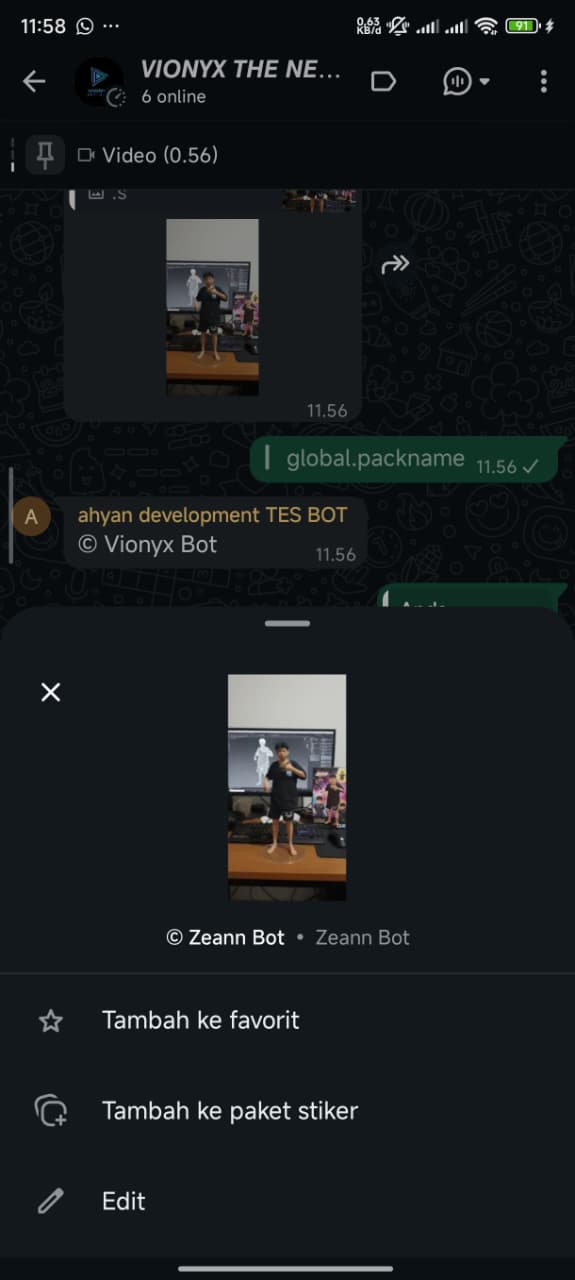 11:58
0,63
KB/d
91
VIONYX THE NE...
6 online
Video (0.56)
.S
11.56
global.packname 11.56
A
ahyan development TES BOT
© Vionyx Bot 11.56
© Zeann Bot • Zeann Bot
Tambah ke favorit
Tambah ke paket stiker
Edit